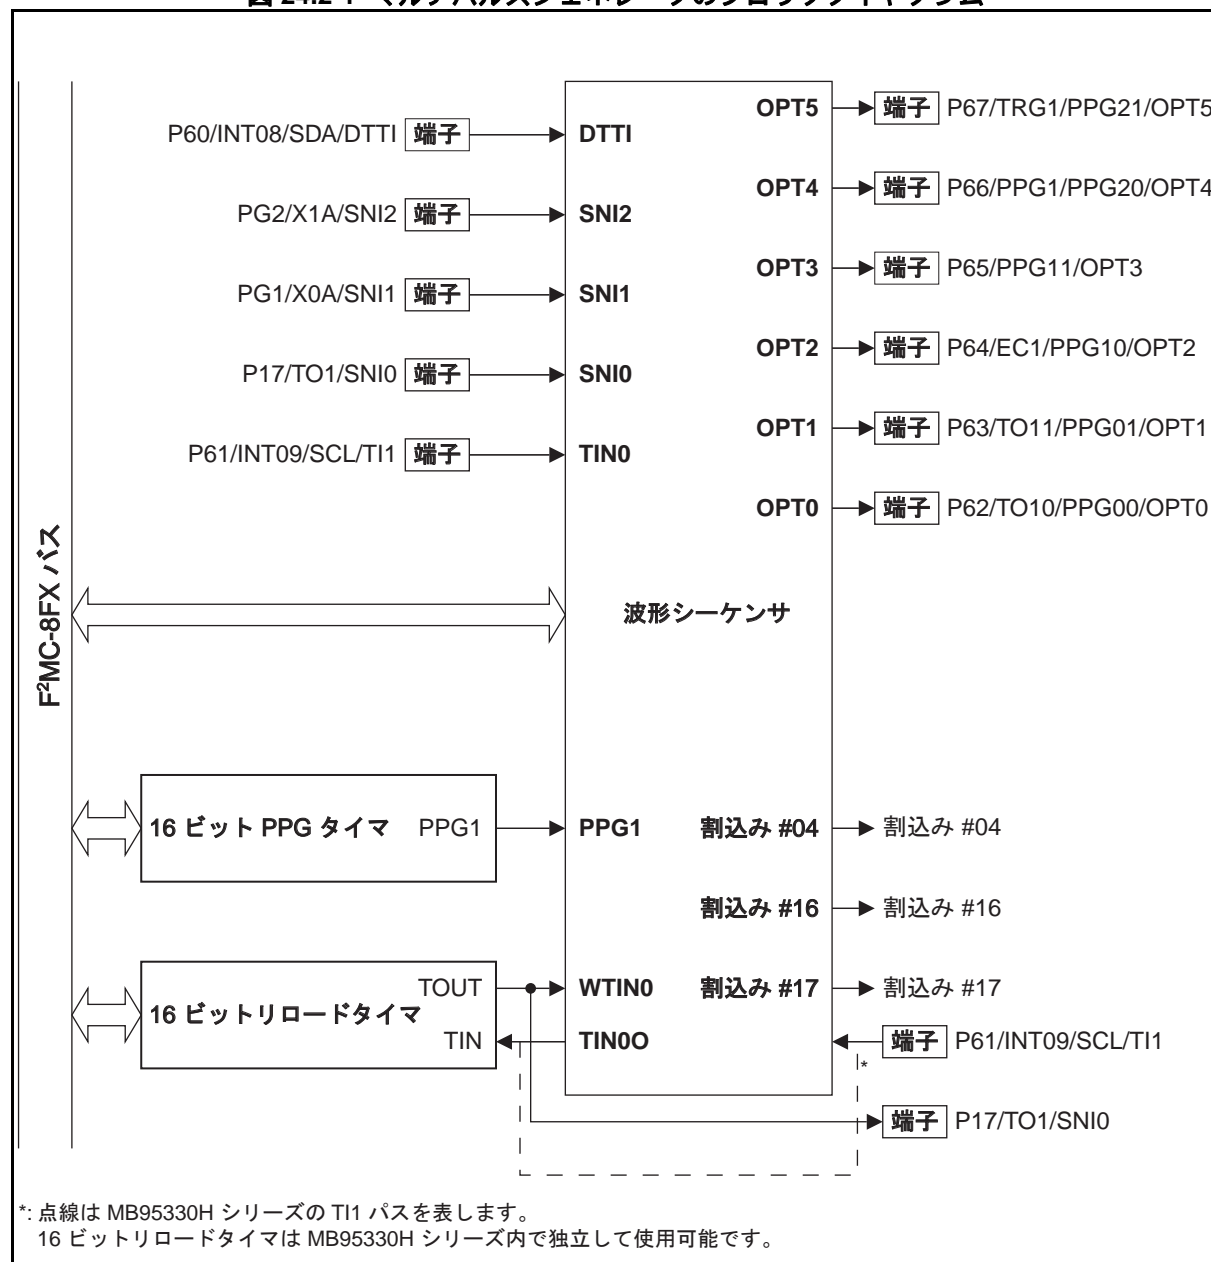 図 24.2-1 マルチパルスジェネレータのブロックダイヤグラム
OPT5 端子 P67/TRG1/PPG21/OPT5
P60/INT08/SDA/DTTI 端子 DTTI
OPT4 端子 P66/PPG1/PPG20/OPT4
PG2/X1A/SNI2 端子 SNI2
OPT3 端子 P65/PPG11/OPT3
PG1/X0A/SNI1 端子 SNI1
OPT2 端子 P64/EC1/PPG10/OPT2
P17/TO1/SNI0 端子 SNI0
OPT1 端子 P63/TO11/PPG01/OPT1
P61/INT09/SCL/TI1 端子 TIN0
OPT0 端子 P62/TO10/PPG00/OPT0
F²MC-8FX バス
波形シーケンサ
16 ビット PPG タイマ PPG1 PPG1 割込み #04 割込み #04
割込み #16 割込み #16
TOUT WTIN0 割込み #17 割込み #17
16 ビットリロードタイマ
TIN TIN0O 端子 P61/INT09/SCL/TI1
*
端子 P17/TO1/SNI0
*: 点線は MB95330H シリーズの TI1 パスを表します。
16 ビットリロードタイマは MB95330H シリーズ内で独立して使用可能です。